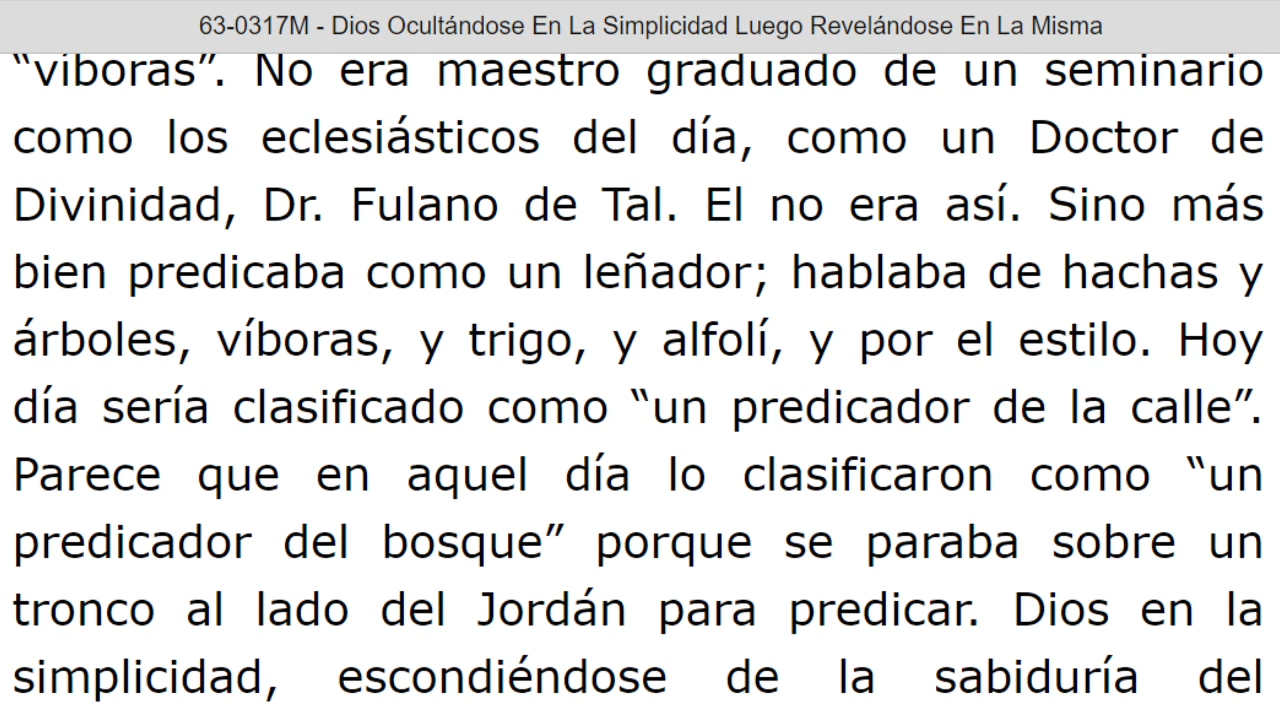 63-0317M - Dios Ocultándose En La Simplicidad Luego Revelándose En La Misma
“víboras”. No era maestro graduado de un seminario
como los eclesiásticos del día, como un Doctor de
Divinidad, Dr. Fulano de Tal. El no era así. Sino más
bien predicaba como un leñador; hablaba de hachas y
árboles, víboras, y trigo, y alfolí, y por el estilo. Hoy
día sería clasificado como “un predicador de la calle”.
Parece que en aquel día lo clasificaron como “un
predicador del bosque” porque se paraba sobre un
tronco al lado del Jordán para predicar. Dios en la
simplicidad, escondiéndose de la sabiduría del